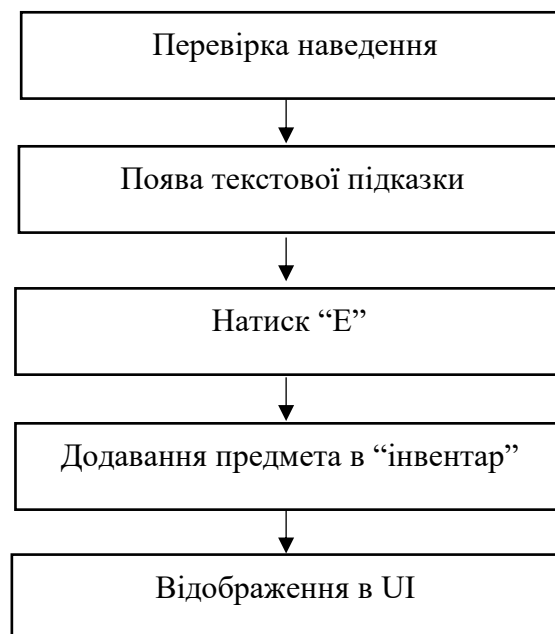 Перевірка наведення
Поява текстової підказки
Натиск “E”
Додавання предмета в “інвентар”
Відображення в UI